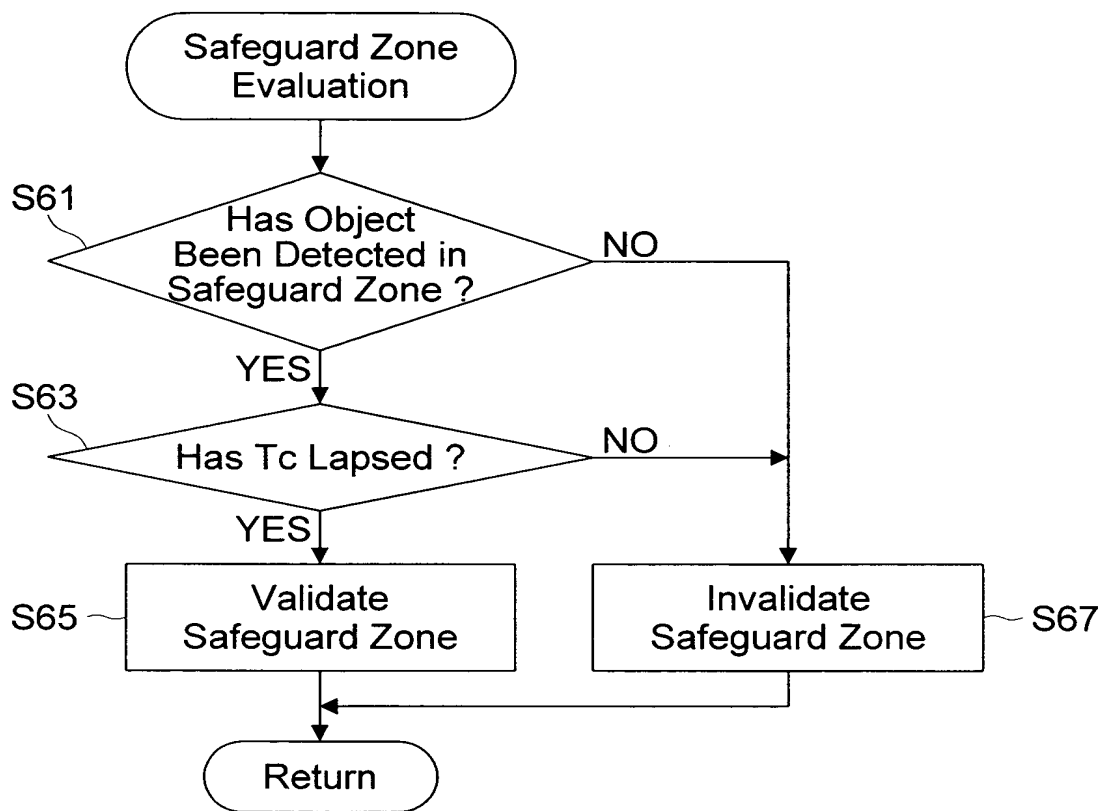 Safeguard Zone
Evaluation
S61
Has Object
Been Detected in
Safeguard Zone ?
NO
YES
S63
Has Tc Lapsed ?
NO
YES
S65
Validate
Safeguard Zone
Invalidate
Safeguard Zone
S67
Return